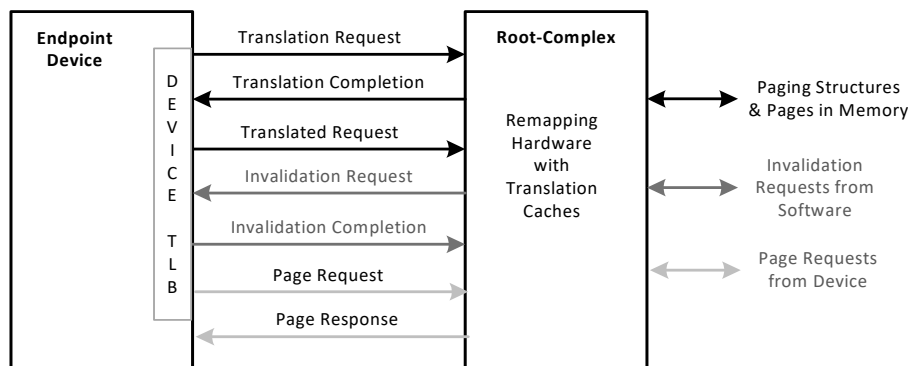 Endpoint
Device
D
E
V
I
C
E
T
L
B
Translation Request
Translation Completion
Translated Request
Invalidation Request
Invalidation Completion
Page Request
Page Response
Root-Complex
Remapping
Hardware
with
Translation
Caches
Paging Structures
& Pages in Memory
Invalidation
Requests from
Software
Page Requests
from Device